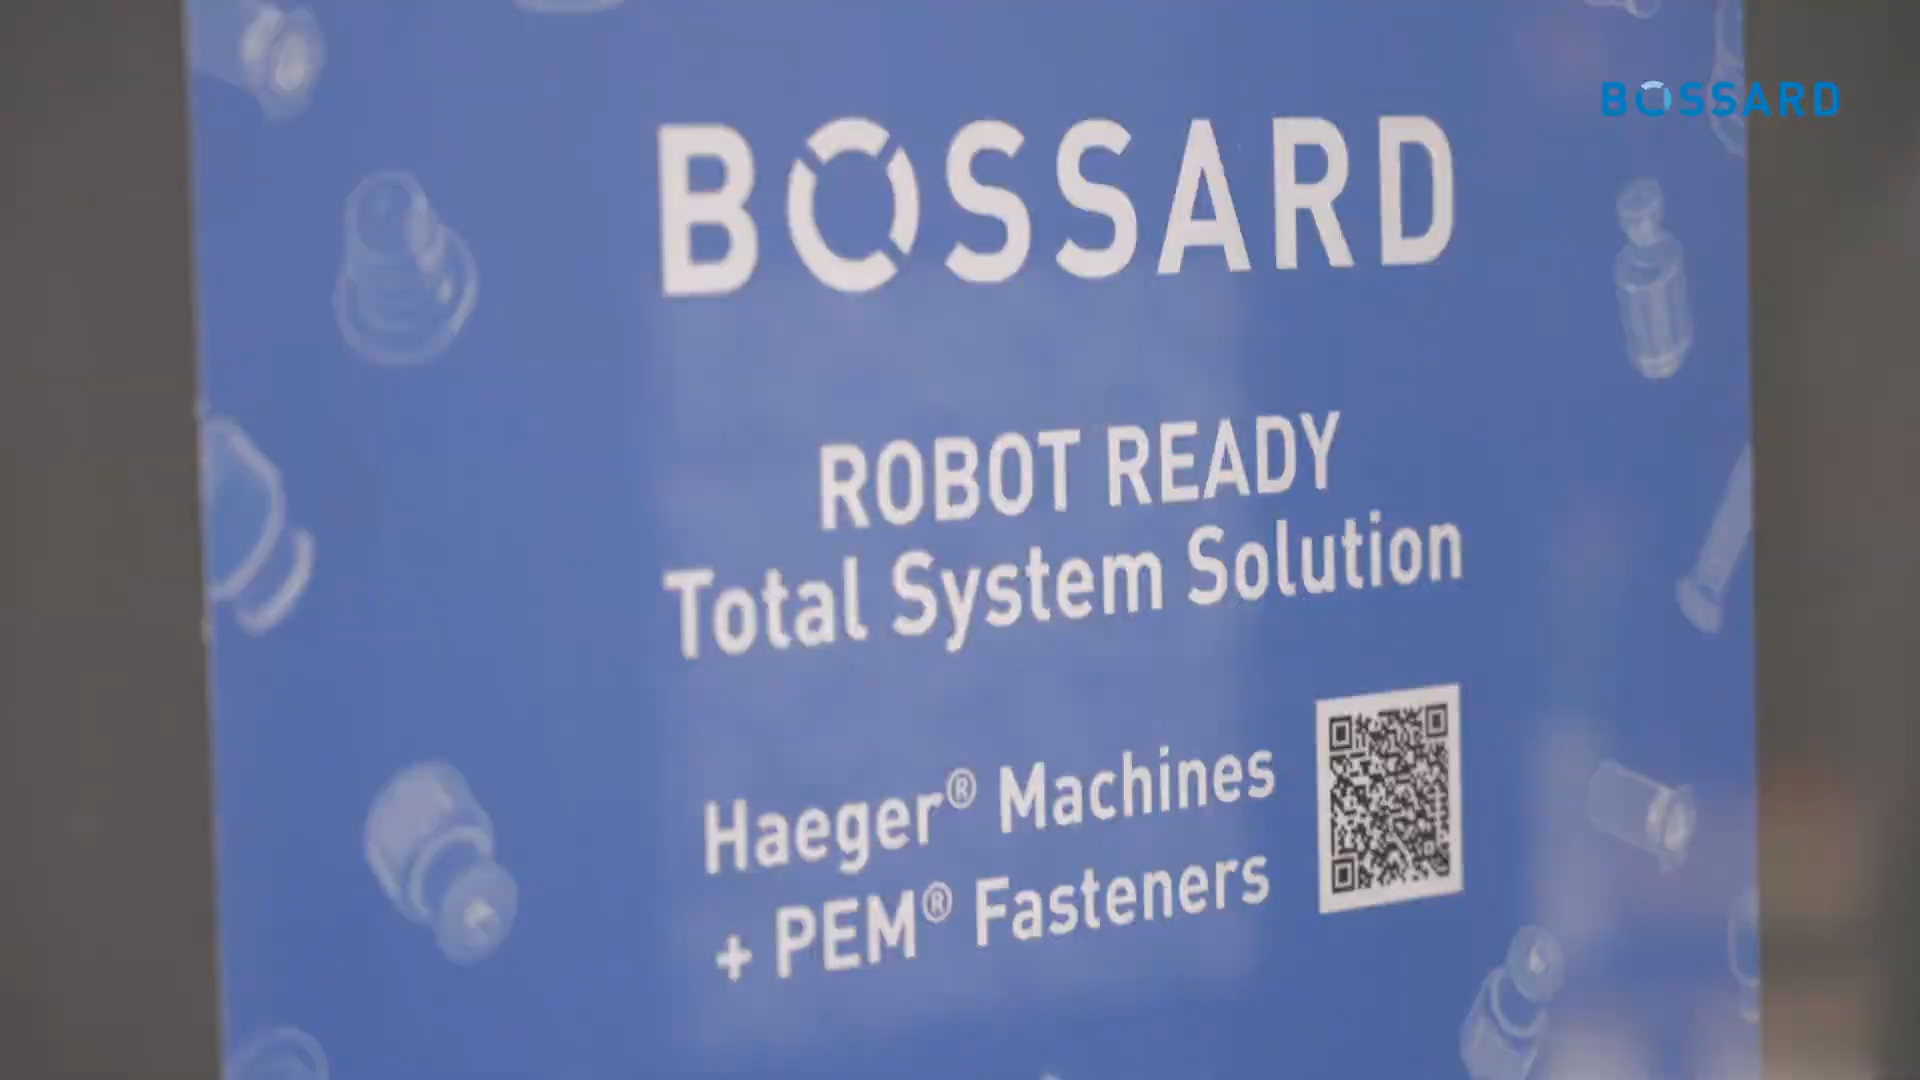 BOSSARD
BOSSARD
ROBOT READY
Total System Solution
Haeger® Machines
+ PEM® Fasteners